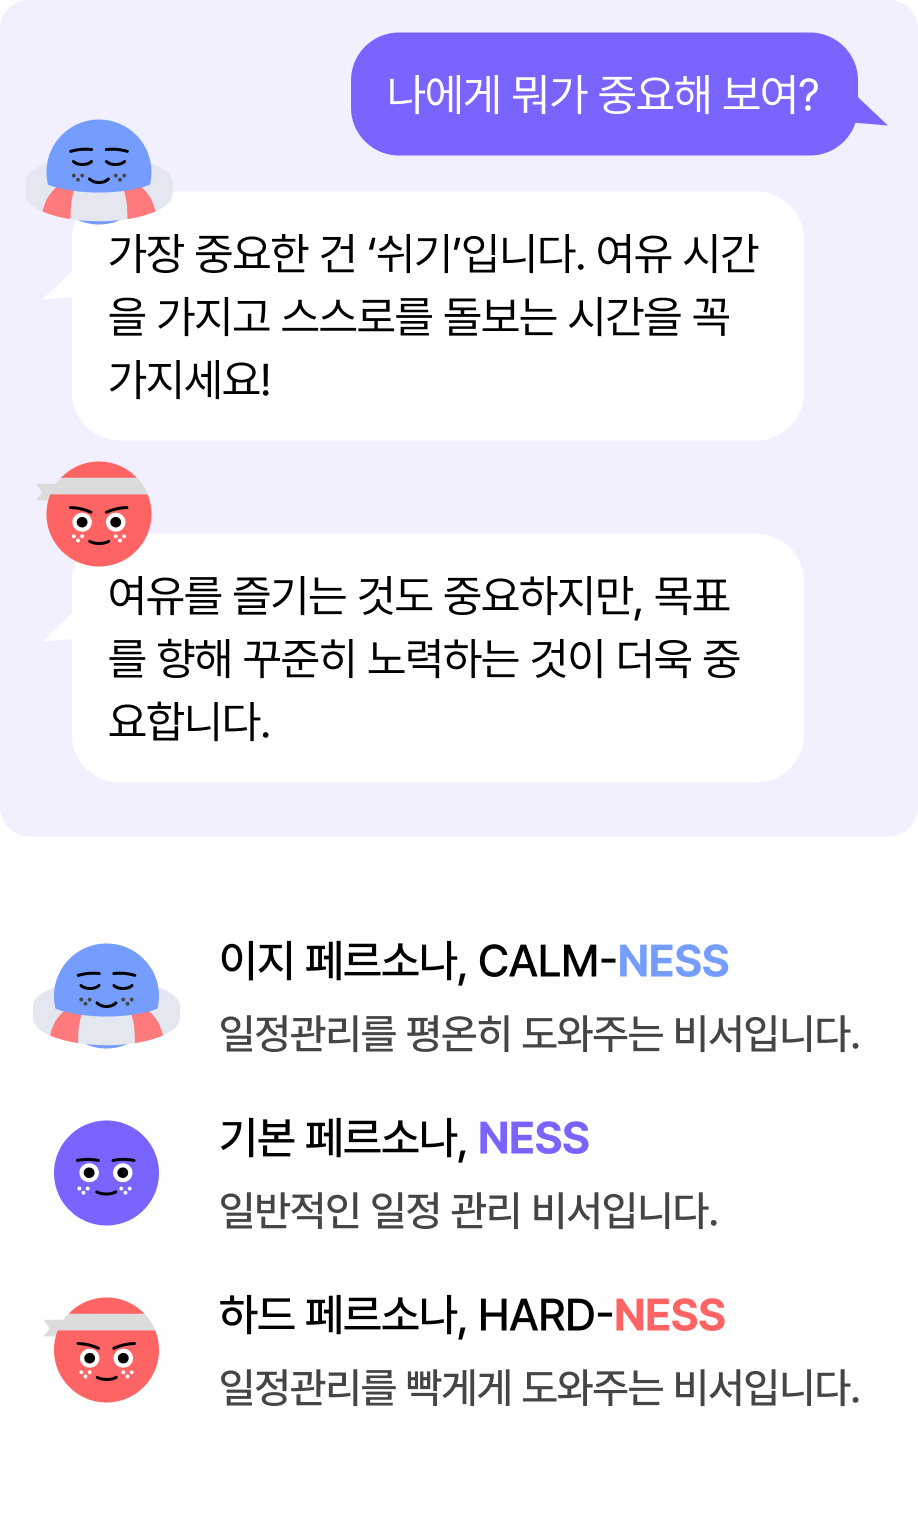 나에게 뭐가 중요해 보여?
가장 중요한 건 ‘쉬기’입니다. 여유 시간
을 가지고 스스로를 돌보는 시간을 꼭
가지세요!
여유를 즐기는 것도 중요하지만, 목표
를 향해 꾸준히 노력하는 것이 더욱 중
요합니다.
이지 페르소나, CALM-NESS
일정관리를 평온히 도와주는 비서입니다.
기본 페르소나, NESS
일반적인 일정 관리 비서입니다.
하드 페르소나, HARD-NESS
일정관리를 빡게게 도와주는 비서입니다.